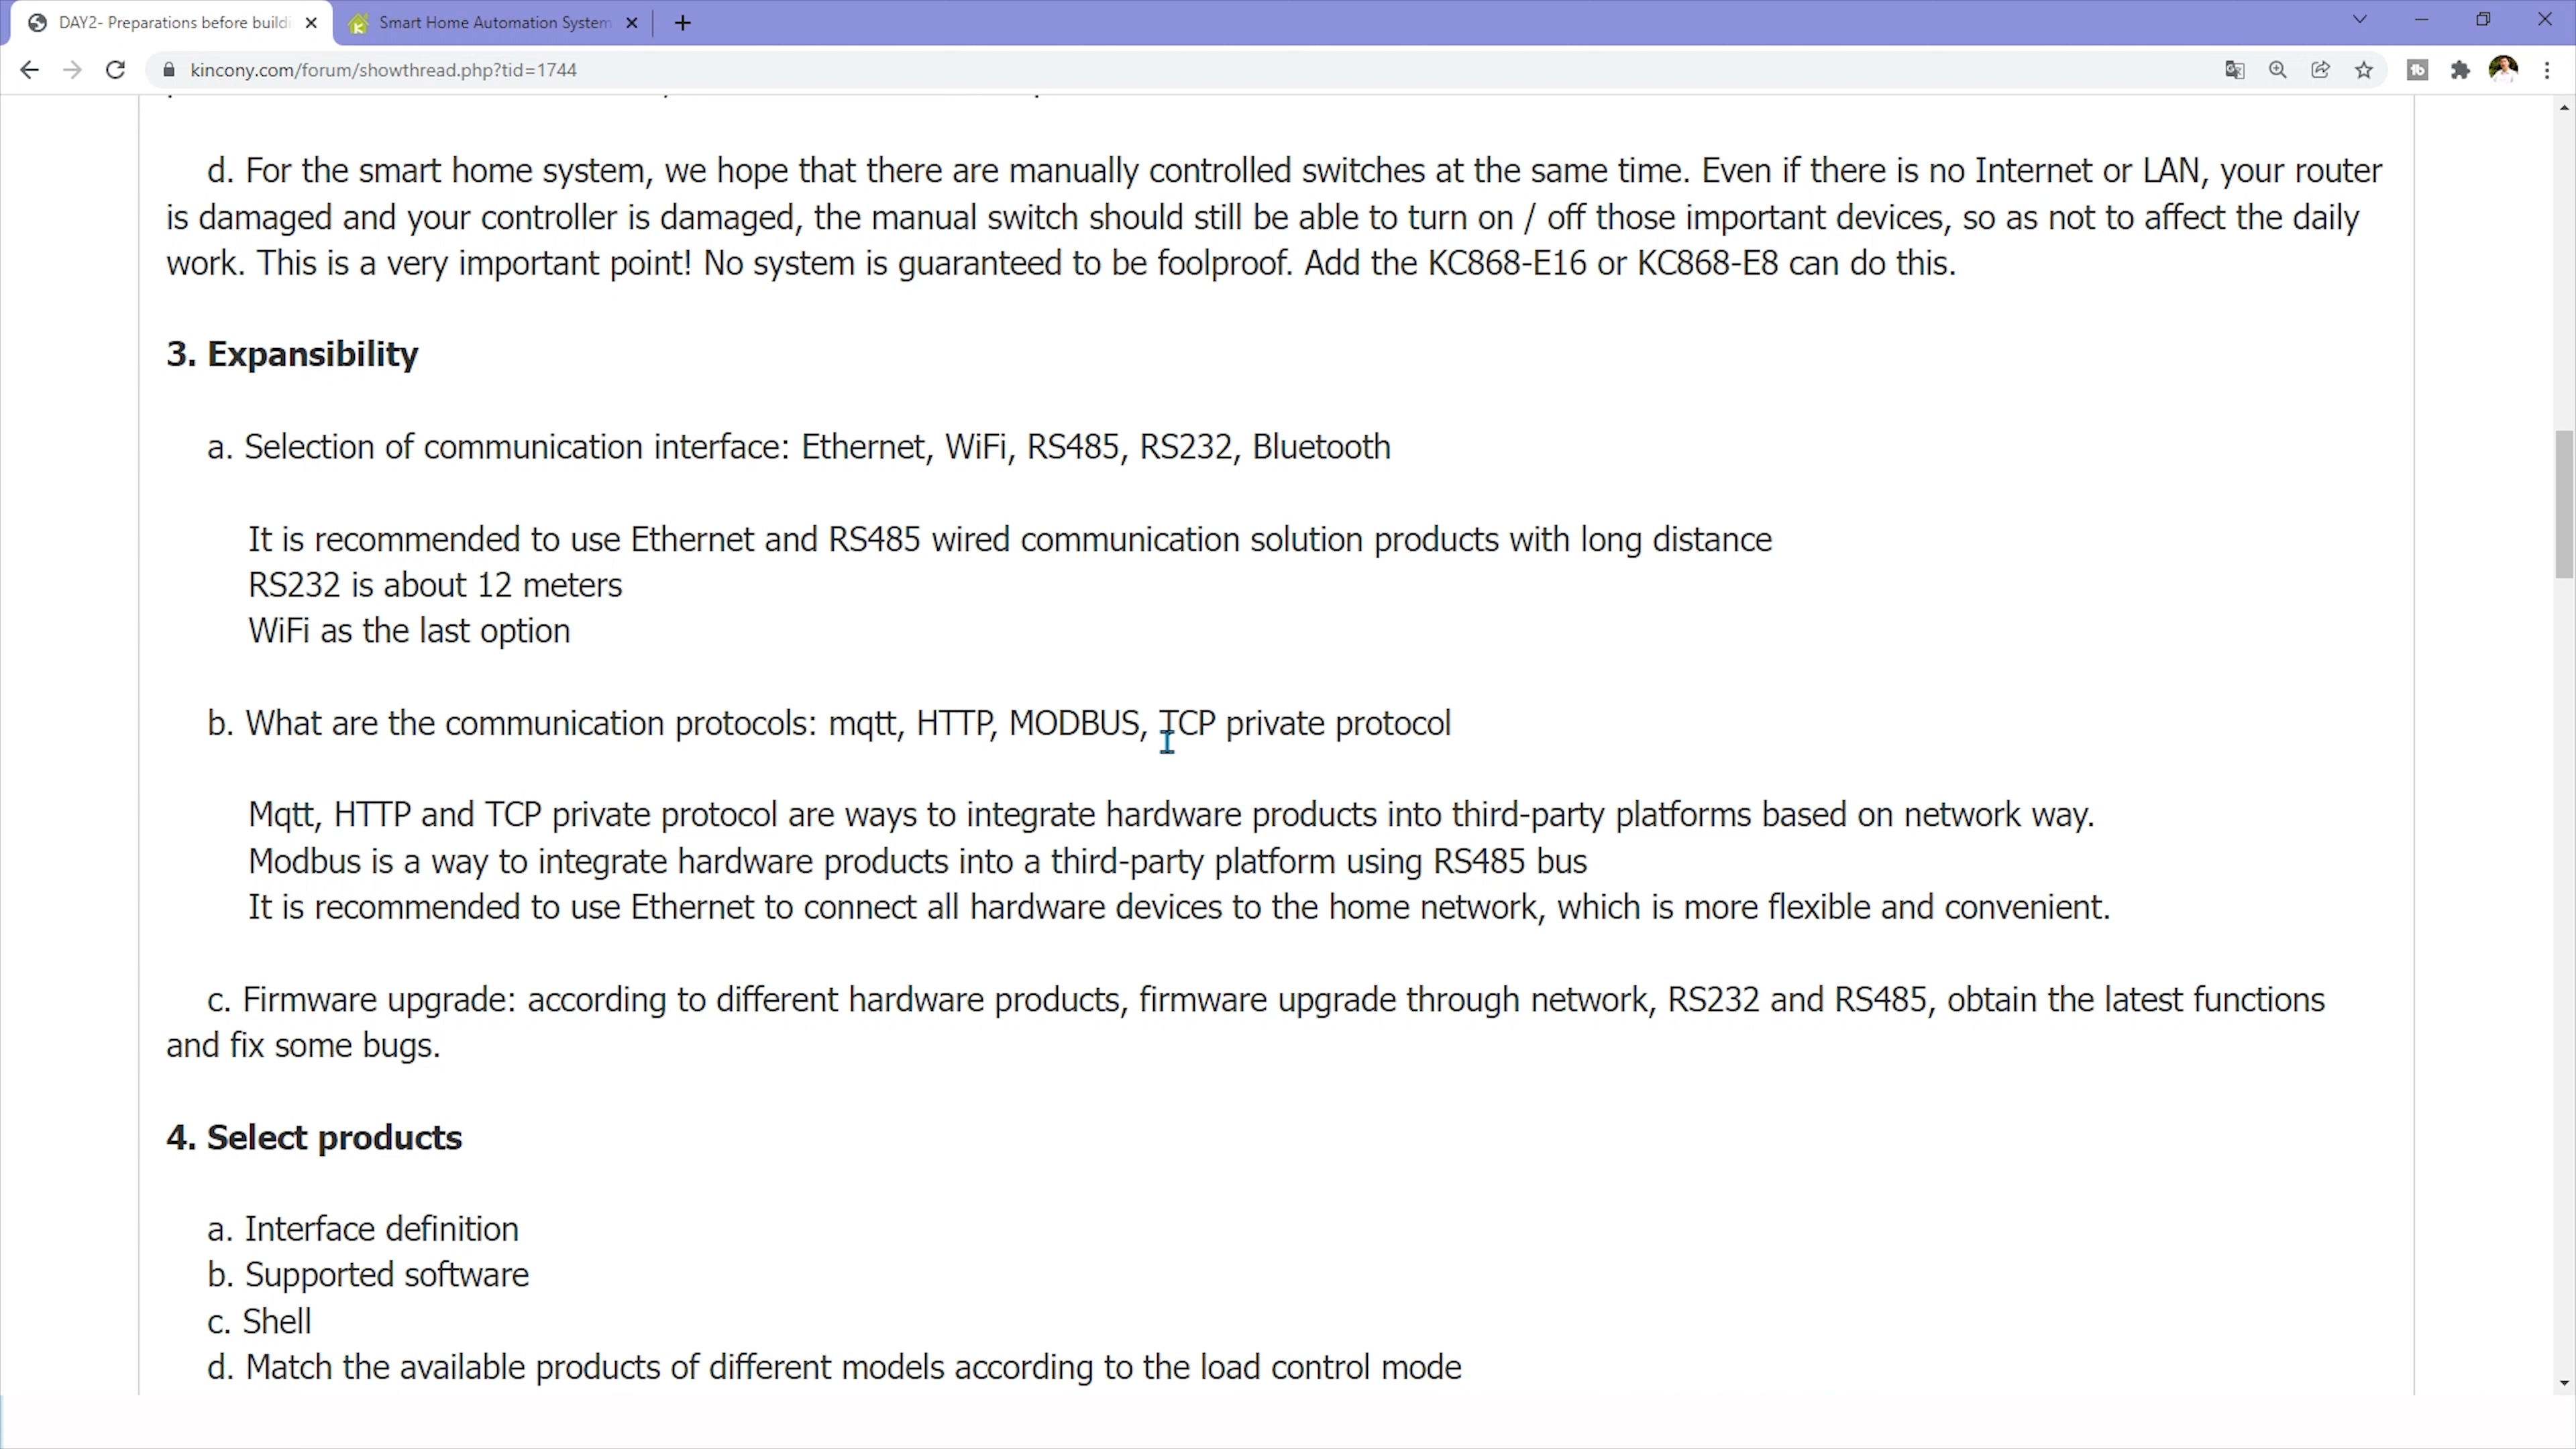 DAY2- Preparations before buildi
Smart Home Automation System
kincony.com/forum/showthread.php?tid=1744
d. For the smart home system, we hope that there are manually controlled switches at the same time. Even if there is no Internet or LAN, your router
is damaged and your controller is damaged, the manual switch should still be able to turn on / off those important devices, so as not to affect the daily
work. This is a very important point! No system is guaranteed to be foolproof. Add the KC868-E16 or KC868-E8 can do this.
3. Expansibility
a. Selection of communication interface: Ethernet, WiFi, RS485, RS232, Bluetooth
It is recommended to use Ethernet and RS485 wired communication solution products with long distance
RS232 is about 12 meters
WiFi as the last option
b. What are the communication protocols: mqtt, HTTP, MODBUS, TCP private protocol
Mqtt, HTTP and TCP private protocol are ways to integrate hardware products into third-party platforms based on network way.
Modbus is a way to integrate hardware products into a third-party platform using RS485 bus
It is recommended to use Ethernet to connect all hardware devices to the home network, which is more flexible and convenient.
c. Firmware upgrade: according to different hardware products, firmware upgrade through network, RS232 and RS485, obtain the latest functions
and fix some bugs.
4. Select products
a. Interface definition
b. Supported software
c. Shell
d. Match the available products of different models according to the load control mode